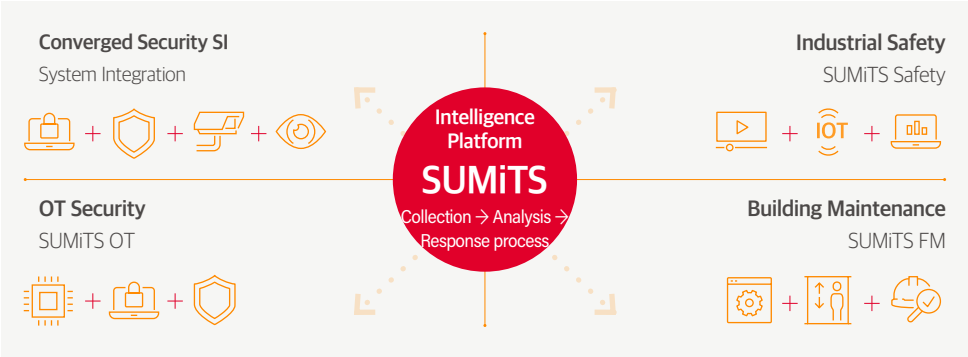 Converged Security SI
System Integration
Industrial Safety
SUMiTS Safety
Intelligence
Platform
SUMiTS
Collection → Analysis →
Response process
IOT
OT Security
SUMiTS OT
Building Maintenance
SUMiTS FM